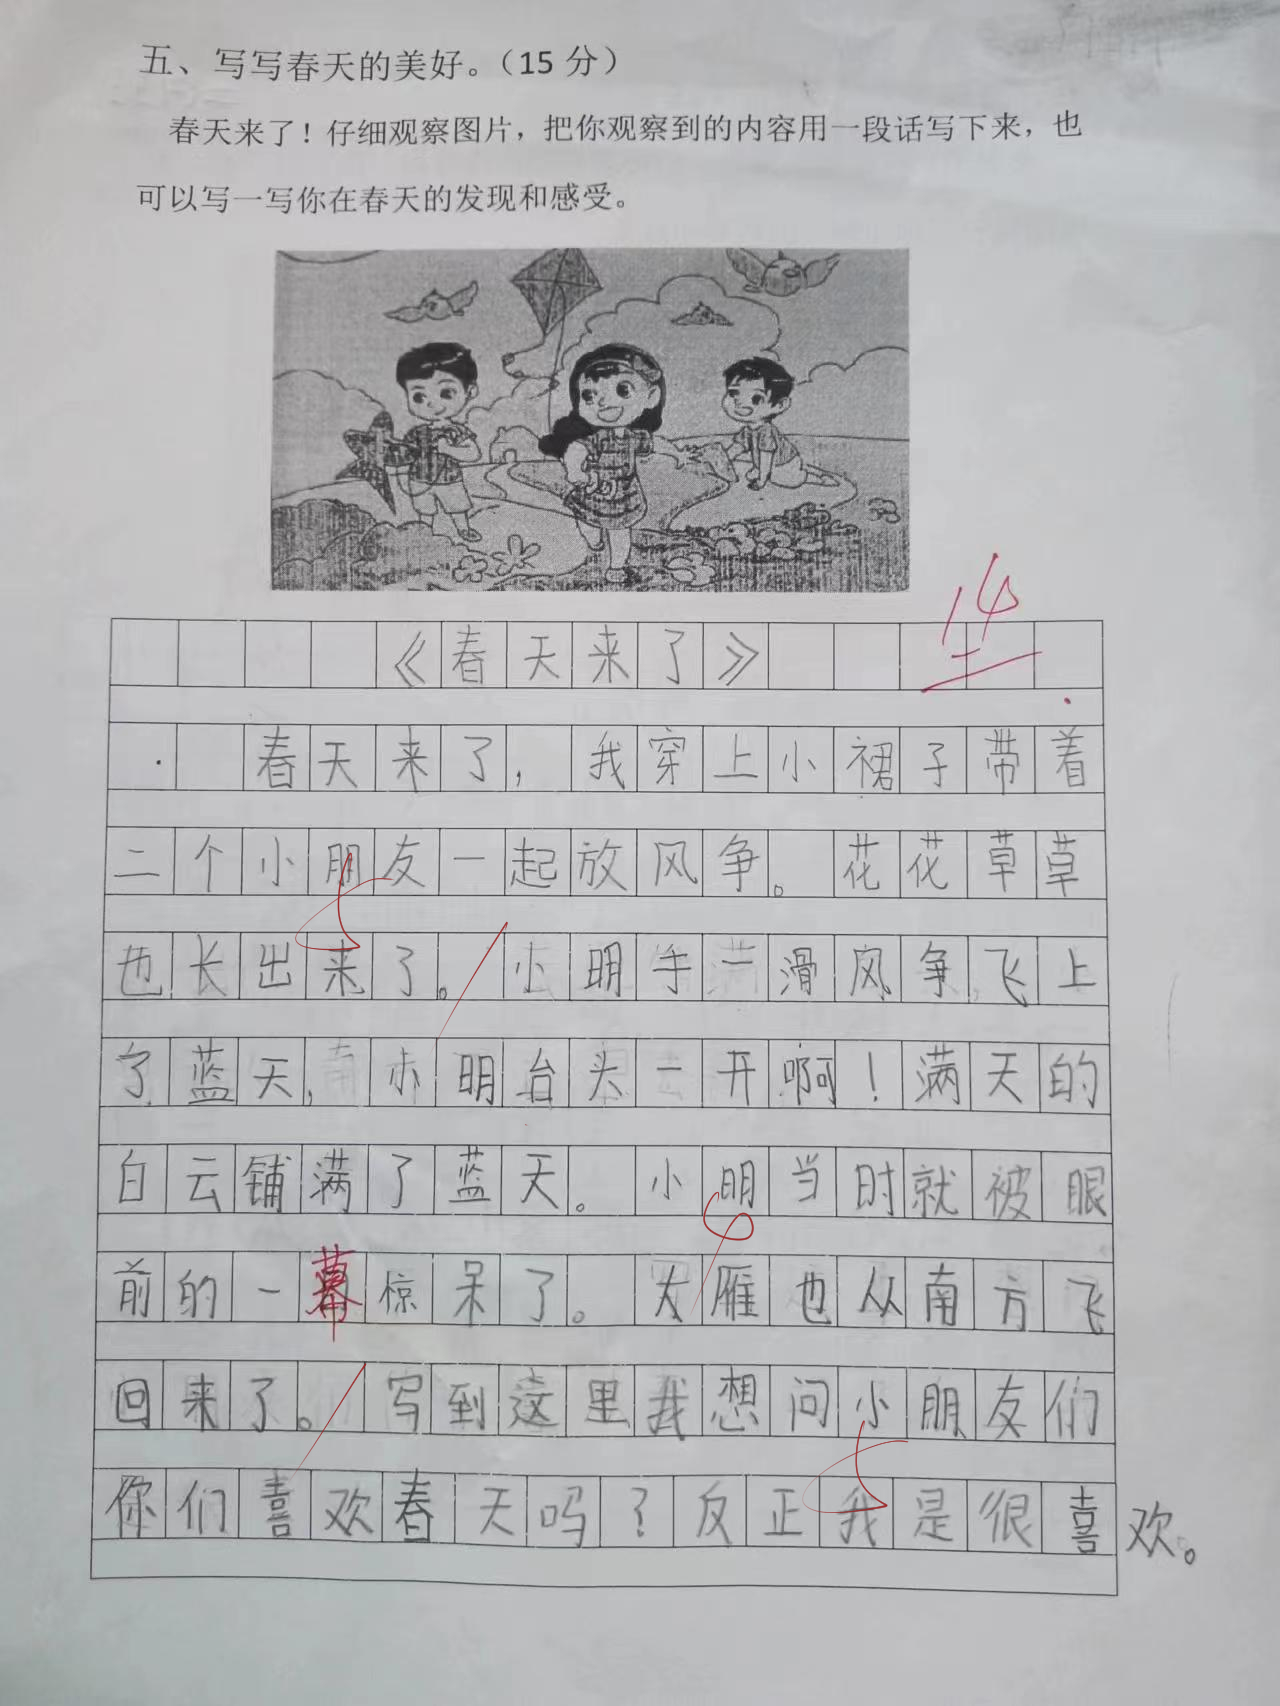 五、写写春天的美好。（15 分）
春天来了！仔细观察图片，把你观察到的内容用一段话写下来，也
可以写一写你在春天的发现和感受。
14
《春天来了》
春天来了，我穿上小裙子带着
二个小朋友一起放风争。花花草草
也长出来了。小明手一滑风争飞上
了蓝天，小明台头一开啊！满天的
白云铺满了蓝天。小明当时就被眼
前的一幕惊呆了。大雁也从南方飞
回来了。写到这里我想问小朋友们
你们喜欢春天吗？反正我是很喜欢。